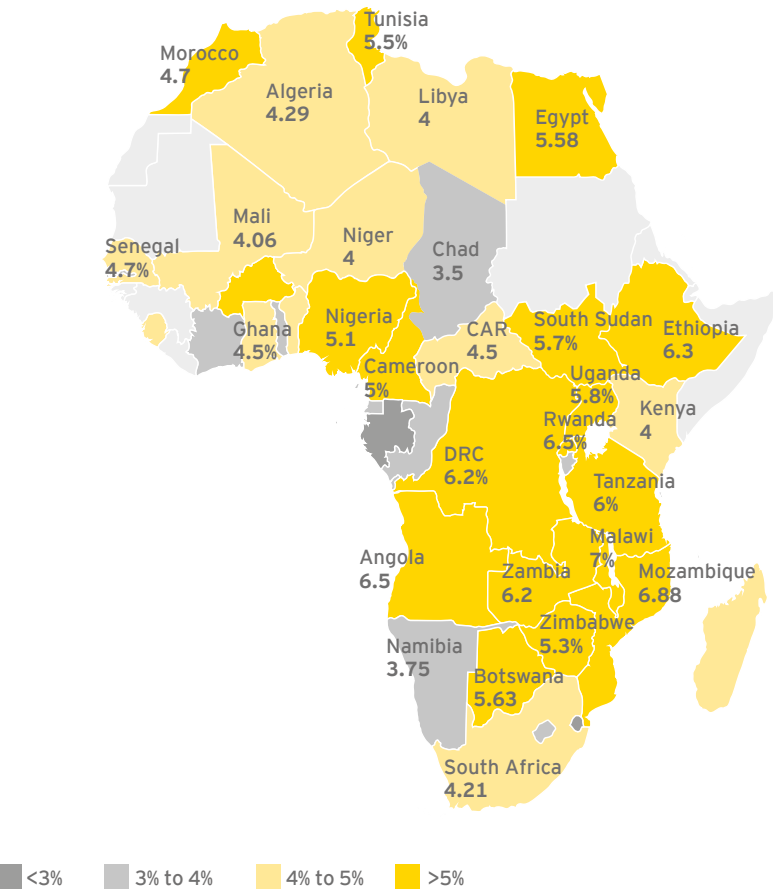 Tunisia
5.5%
Morocco
4.7
Algeria
4.29
Libya
4
Egypt
5.58
Mali
4.06
Niger
4
Chad
3.5
Senegal
4.7%
Ghana
4.5%
Nigeria
5.1
CAR
4.5
South Sudan
5.7%
Ethiopia
6.3
Cameroon
5%
Uganda
5.8%
Rwanda
6.5%
Kenya
4
DRC
6.2%
Tanzania
6%
Angola
6.5
Zambia
6.2
Malawi
7%
Mozambique
6.88
Namibia
3.75
Zimbabwe
5.3%
Botswana
5.63
South Africa
4.21
<3%
3% to 4%
4% to 5%
>5%